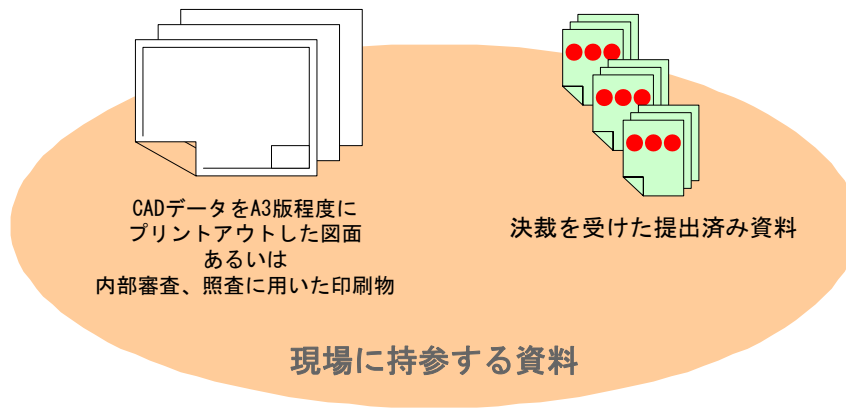 CADデータをA3版程度に
プリントアウトした図面
あるいは
内部審査、照査に用いた印刷物
決裁を受けた提出済み資料
現場に持参する資料